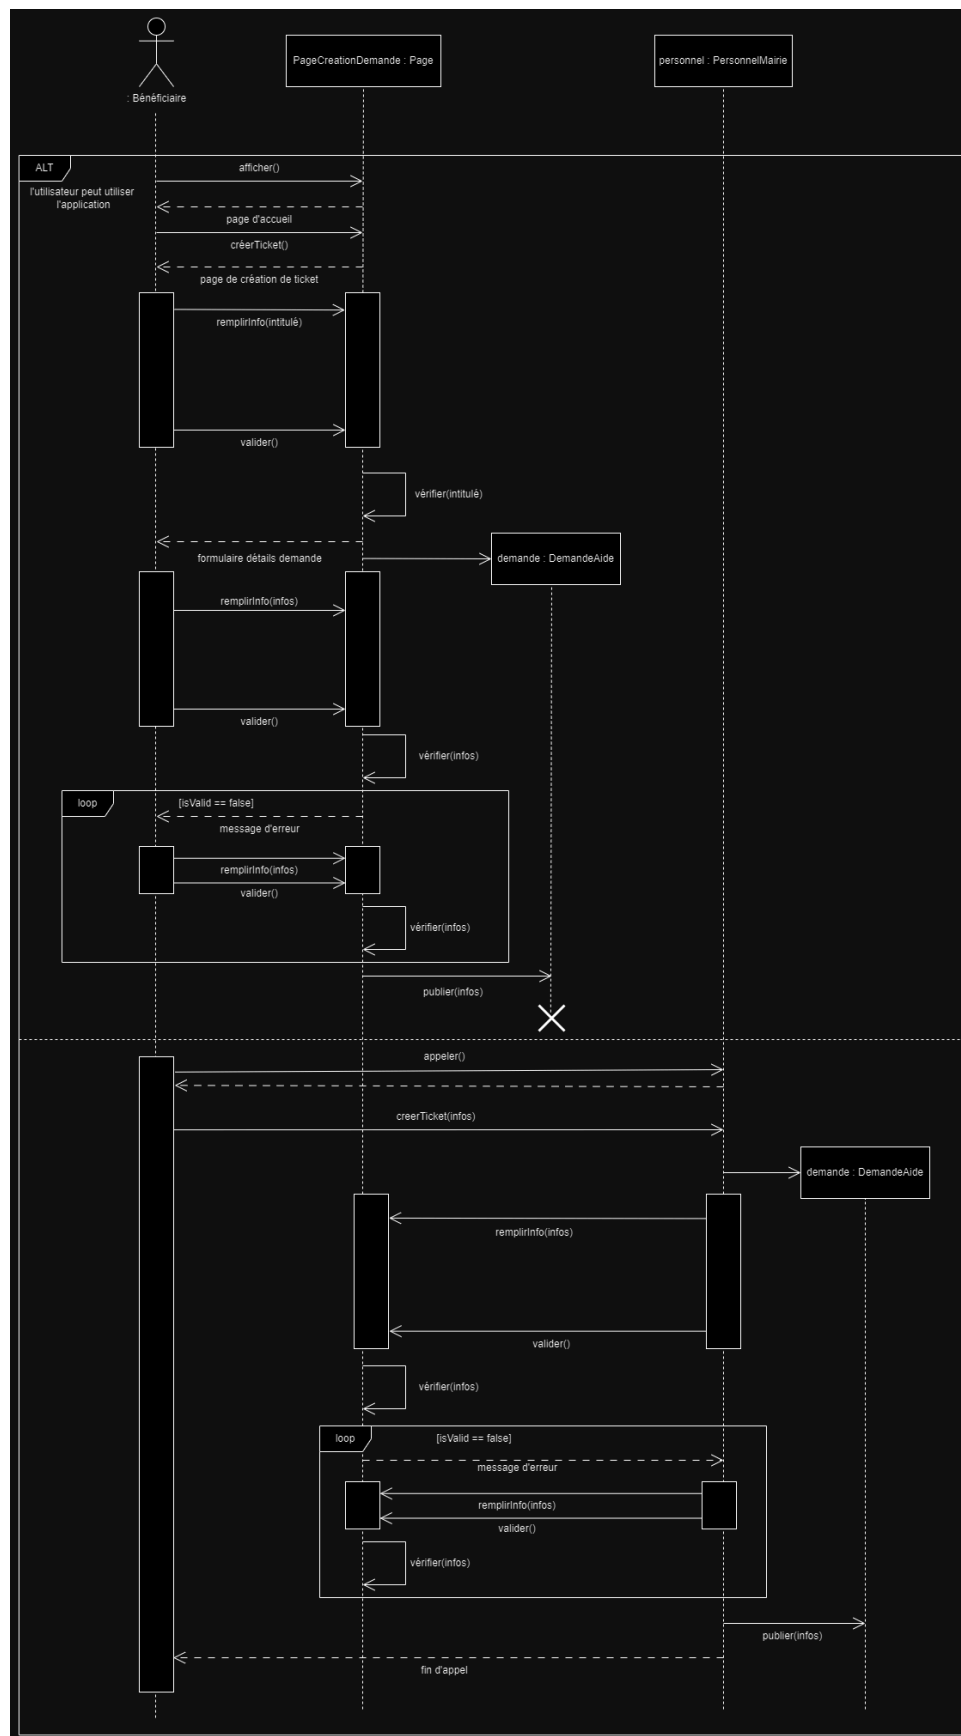 PageCreationDemande : Page
personnel : PersonnelMairie
: Bénéficiaire
ALT
afficher()
l'utilisateur peut utiliser
l'application
page d'accueil
créerTicket()
page de création de ticket
remplirInfo(intitulé)
valider()
vérifier(intitulé)
formulaire détails demande
demande : DemandeAide
remplirInfo(infos)
valider()
vérifier(infos)
loop
[isValid == false]
message d'erreur
remplirInfo(infos)
valider()
vérifier(infos)
publier(infos)
appeler()
creerTicket(infos)
demande : DemandeAide
remplirInfo(infos)
valider()
vérifier(infos)
loop
[isValid == false]
message d'erreur
remplirInfo(infos)
valider()
vérifier(infos)
publier(infos)
fin d'appel